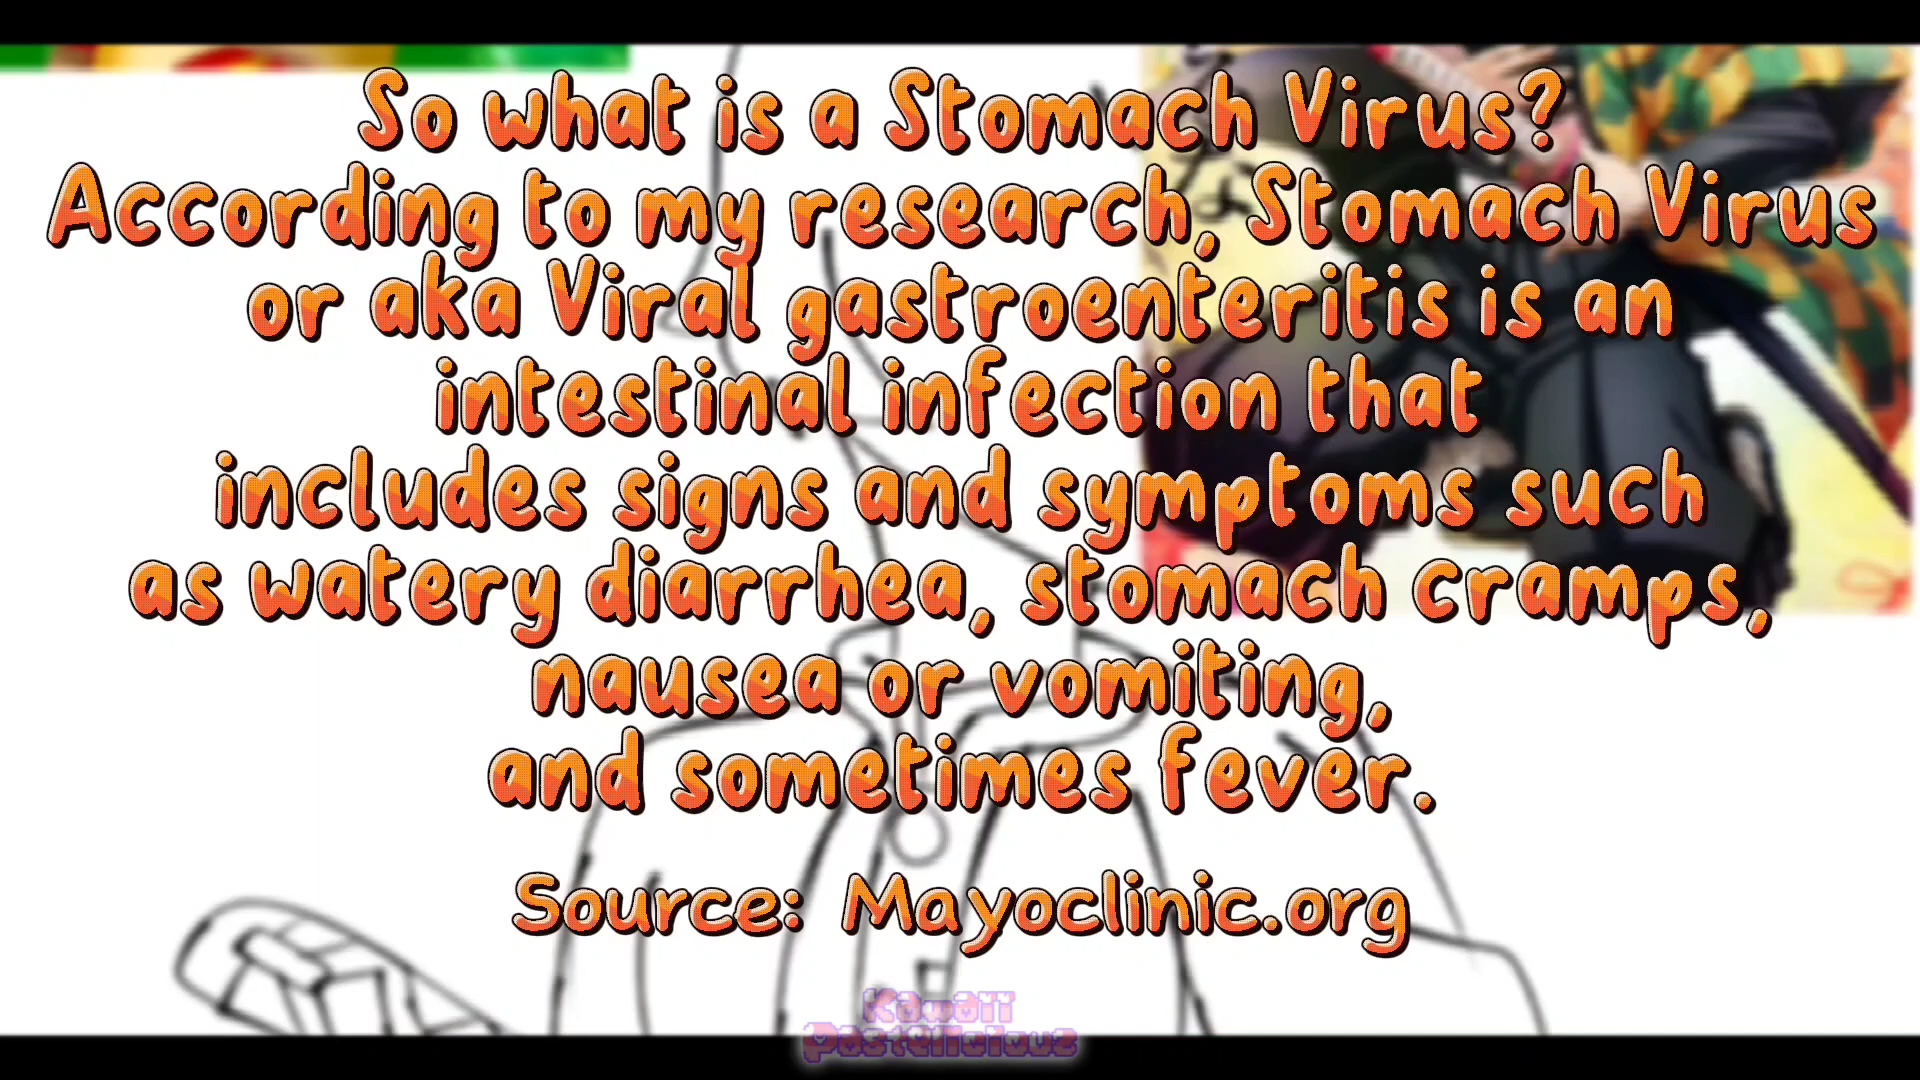 So what is a Stomach Virus?
According to my research, Stomach Virus
or aka Viral gastroenteritis is an
intestinal infection that
includes signs and symptoms such
as watery diarrhea, stomach cramps,
nausea or vomiting,
and sometimes fever.
Source: Mayoclinic.org
Kawaii
Pastelliciouz